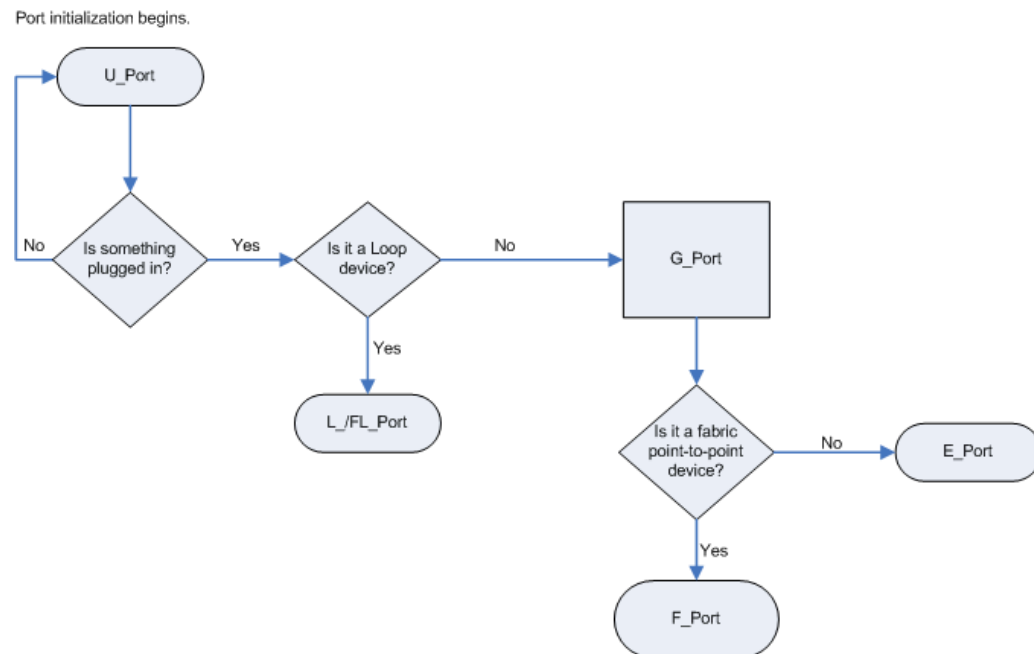 Port initialization begins.
U_Port
Is something
plugged in?
No
Yes
Is it a Loop
device?
No
Yes
L_/FL_Port
G_Port
Is it a fabric
point-to-point
device?
No
E_Port
Yes
F_Port